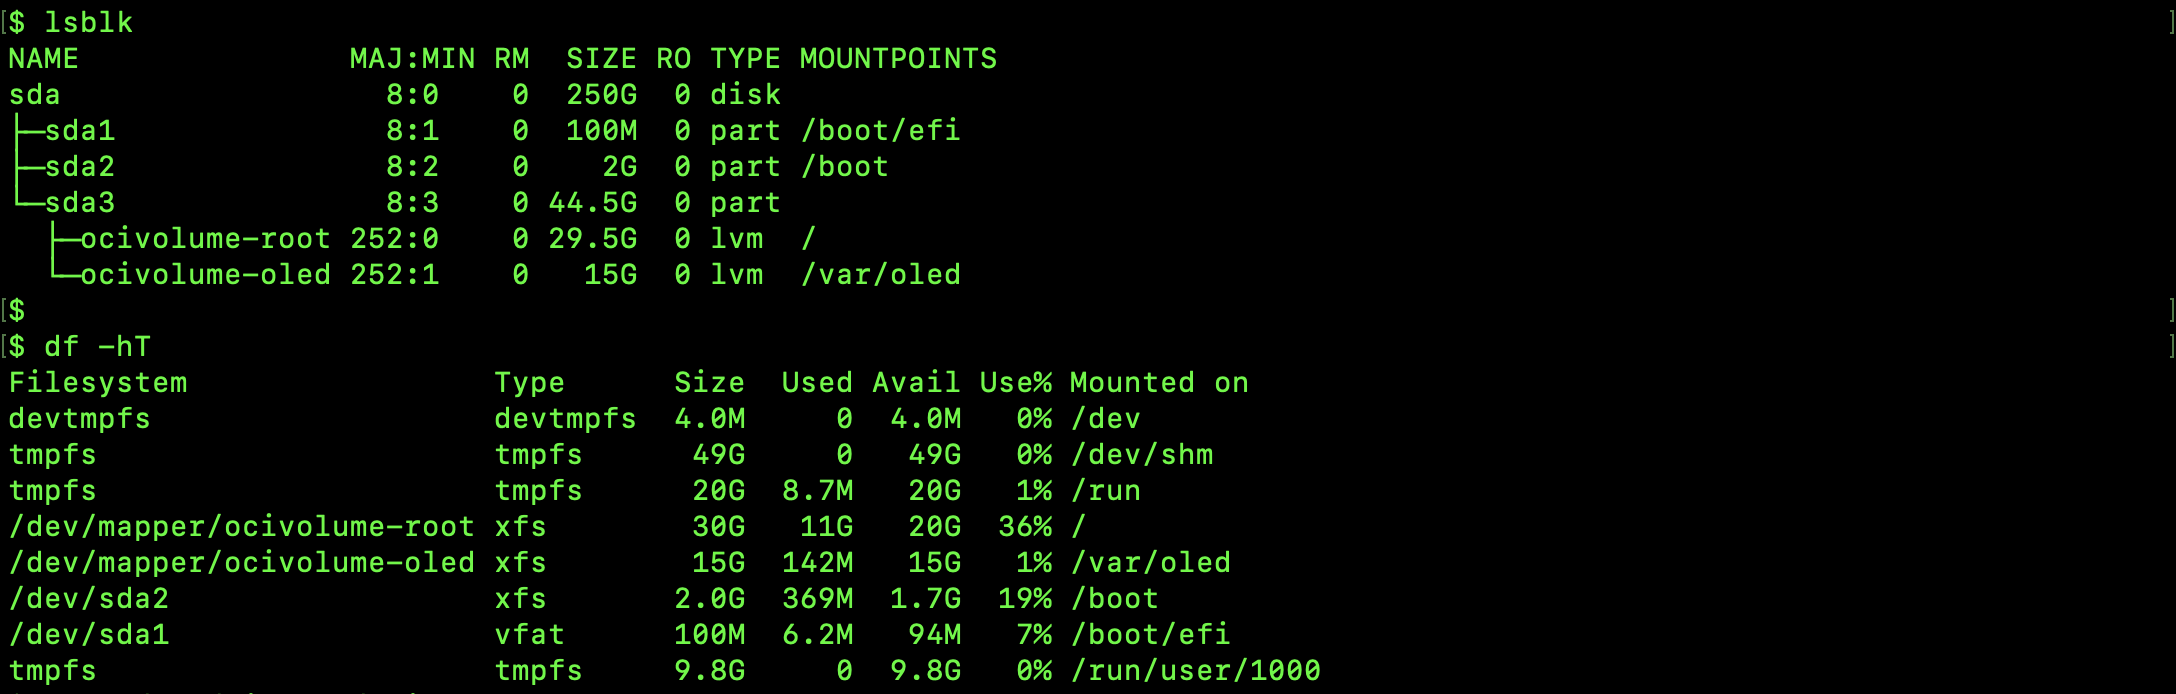 [$ lsblk ]
NAME                   MAJ:MIN RM  SIZE RO TYPE MOUNTPOINTS
sda                      8:0    0  250G  0 disk
├─sda1                   8:1    0  100M  0 part /boot/efi
├─sda2                   8:2    0    2G  0 part /boot
└─sda3                   8:3    0 44.5G  0 part
  ├─ocivolume-root 252:0    0 29.5G  0 lvm  /
  └─ocivolume-oled 252:1    0   15G  0 lvm  /var/oled
[$ ]
[$ df -hT ]
Filesystem                 Type      Size  Used Avail Use% Mounted on
devtmpfs                   devtmpfs  4.0M     0  4.0M   0% /dev
tmpfs                      tmpfs      49G     0   49G   0% /dev/shm
tmpfs                      tmpfs      20G  8.7M   20G   1% /run
/dev/mapper/ocivolume-root xfs        30G   11G   20G  36% /
/dev/mapper/ocivolume-oled xfs        15G  142M   15G   1% /var/oled
/dev/sda2                  xfs       2.0G  369M  1.7G  19% /boot
/dev/sda1                  vfat      100M  6.2M   94M   7% /boot/efi
tmpfs                      tmpfs     9.8G     0  9.8G   0% /run/user/1000